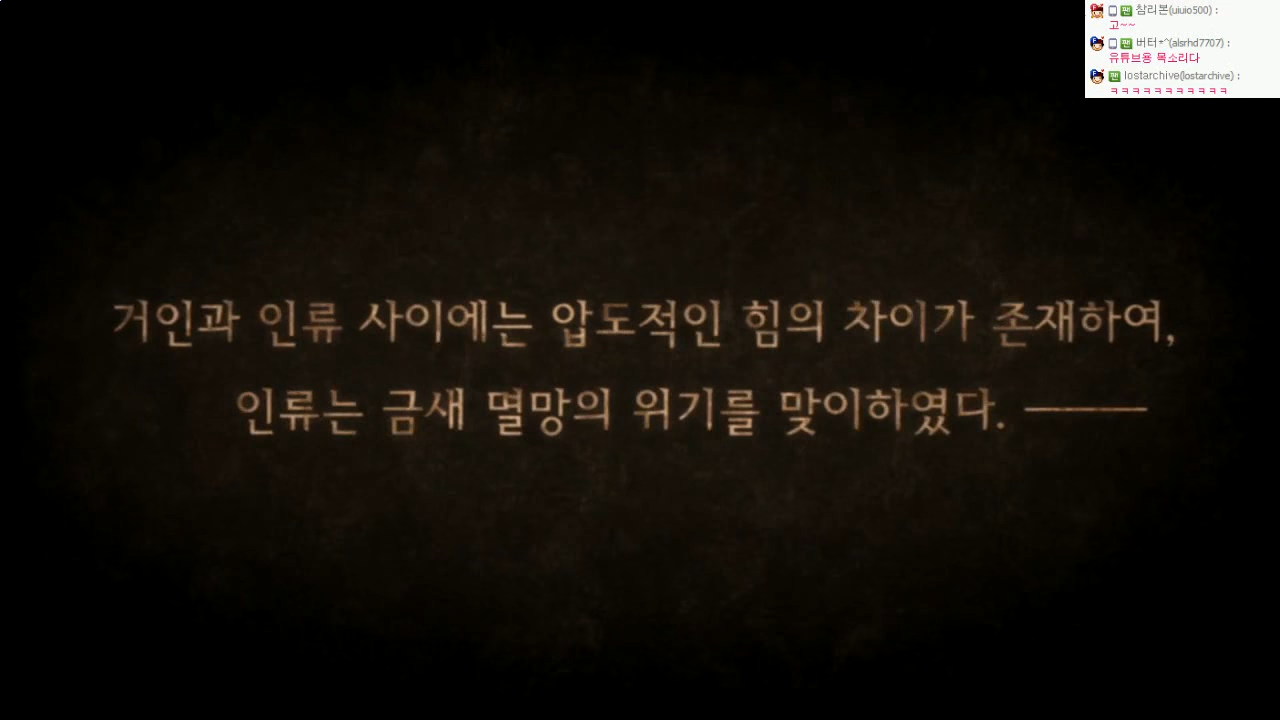 참리본(uiuio500) :
고~~
버터*^(alsrhd7707) :
유튜브용 목소리다
lostarchive(lostarchive) :
ㅋㅋㅋㅋㅋㅋㅋㅋㅋㅋㅋ
거인과 인류 사이에는 압도적인 힘의 차이가 존재하여,
인류는 금새 멸망의 위기를 맞이하였다. ———